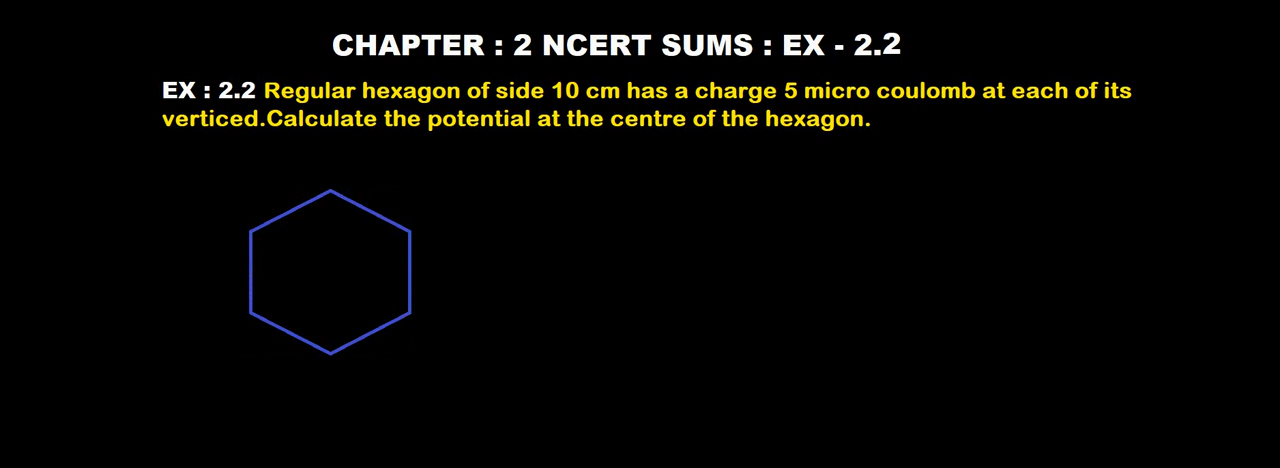 CHAPTER : 2 NCERT SUMS : EX - 2.2
EX : 2.2 Regular hexagon of side 10 cm has a charge 5 micro coulomb at each of its
verticed.Calculate the potential at the centre of the hexagon.